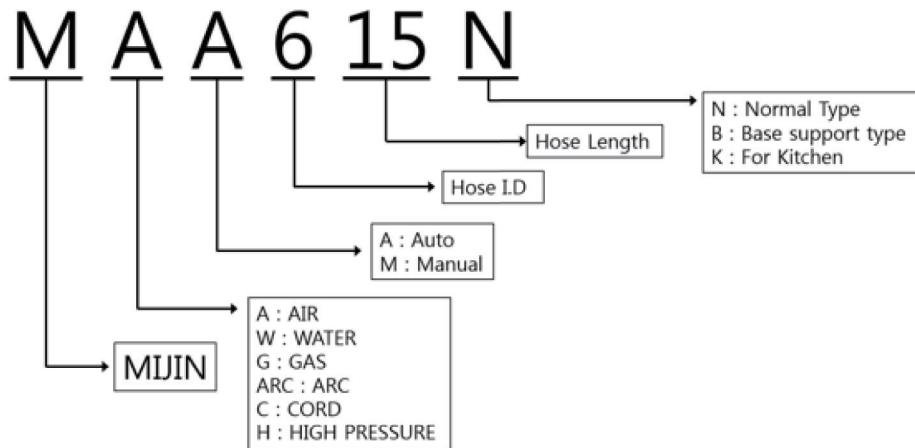 M A A 6 15 N
N : Normal Type
B : Base support type
K : For Kitchen
Hose Length
Hose I.D
A : Auto
M : Manual
A : AIR
W : WATER
G : GAS
ARC : ARC
C : CORD
H : HIGH PRESSURE
MIJIN